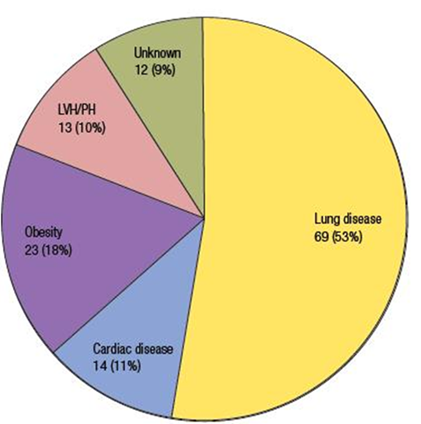 Unknown
12 (9%)
LVH/PH
13 (10%)
Lung disease
69 (53%)
Obesity
23 (18%)
Cardiac disease
14 (11%)